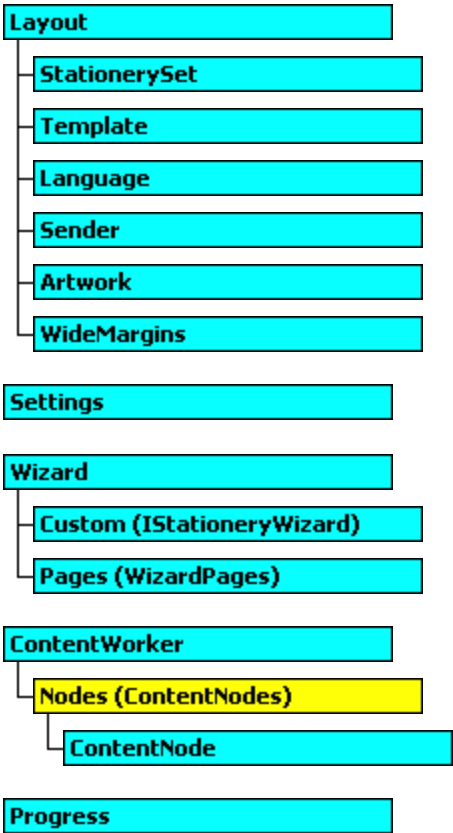 Layout
StationerySet
Template
Language
Sender
Artwork
WideMargins
Settings
Wizard
Custom (IStationeryWizard)
Pages (WizardPages)
ContentWorker
Nodes (ContentNodes)
ContentNode
Progress